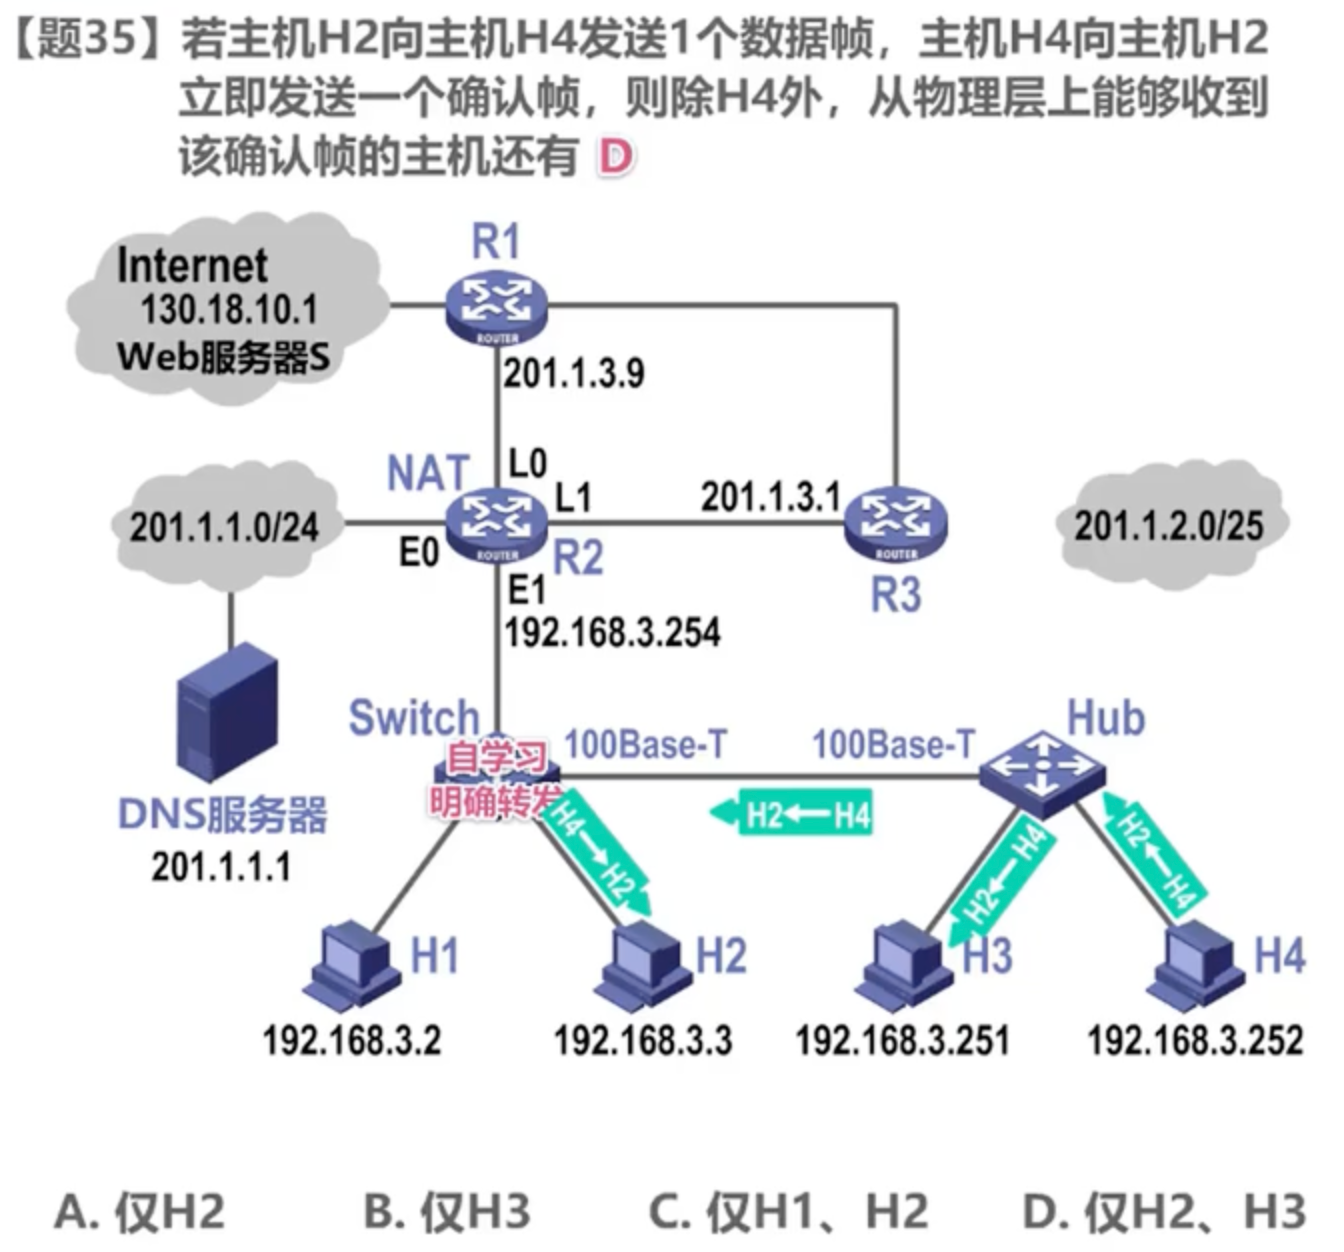 【题35】若主机H2向主机H4发送1个数据帧，主机H4向主机H2
立即发送一个确认帧，则除H4外，从物理层上能够收到
该确认帧的主机还有 D
R1
Internet
130.18.10.1
Web服务器S
ROUTER
201.1.3.9
NAT
L0
L1
201.1.3.1
201.1.1.0/24
201.1.2.0/25
E0
ROUTER
R2
ROUTER
R3
E1
192.168.3.254
Switch
自学习
明确转发
100Base-T
100Base-T
Hub
DNS服务器
201.1.1.1
H4→H2
H2←H4
H2←H4
H2←H4
H1
H2
H3
H4
192.168.3.2
192.168.3.3
192.168.3.251
192.168.3.252
A. 仅H2
B. 仅H3
C. 仅H1、H2
D. 仅H2、H3